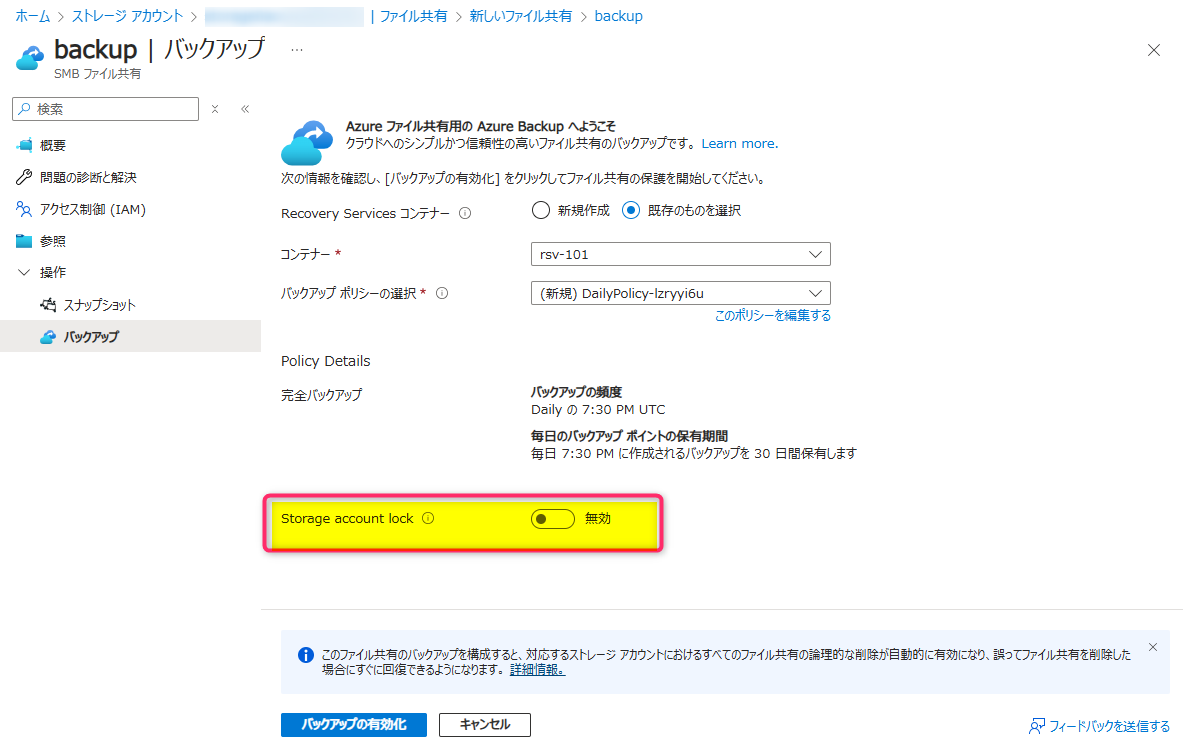 ホーム > ストレージ アカウント > | ファイル共有 > 新しいファイル共有 > backup
backup | バックアップ ...
SMB ファイル共有
検索
概要
問題の診断と解決
アクセス制御 (IAM)
参照
操作
スナップショット
バックアップ
Azure ファイル共有用の Azure Backup へようこそ
クラウドへのシンプルかつ信頼性の高いファイル共有のバックアップです。 Learn more.
次の情報を確認し、[バックアップの有効化] をクリックしてファイル共有の保護を開始してください。
Recovery Services コンテナー 新規作成 既存のものを選択
コンテナー * rsv-101
バックアップ ポリシーの選択 * (新規) DailyPolicy-lzryyi6u
このポリシーを編集する
Policy Details
完全バックアップ バックアップの頻度
Daily の 7:30 PM UTC
毎日のバックアップ ポイントの保有期間
毎日 7:30 PM に作成されるバックアップを 30 日間保有します
Storage account lock 無効
このファイル共有のバックアップを構成すると、対応するストレージ アカウントにおけるすべてのファイル共有の論理的な削除が自動的に有効になり、誤ってファイル共有を削除した
場合にすぐに回復できるようになります。 詳細情報。
バックアップの有効化 キャンセル フィードバックを送信する